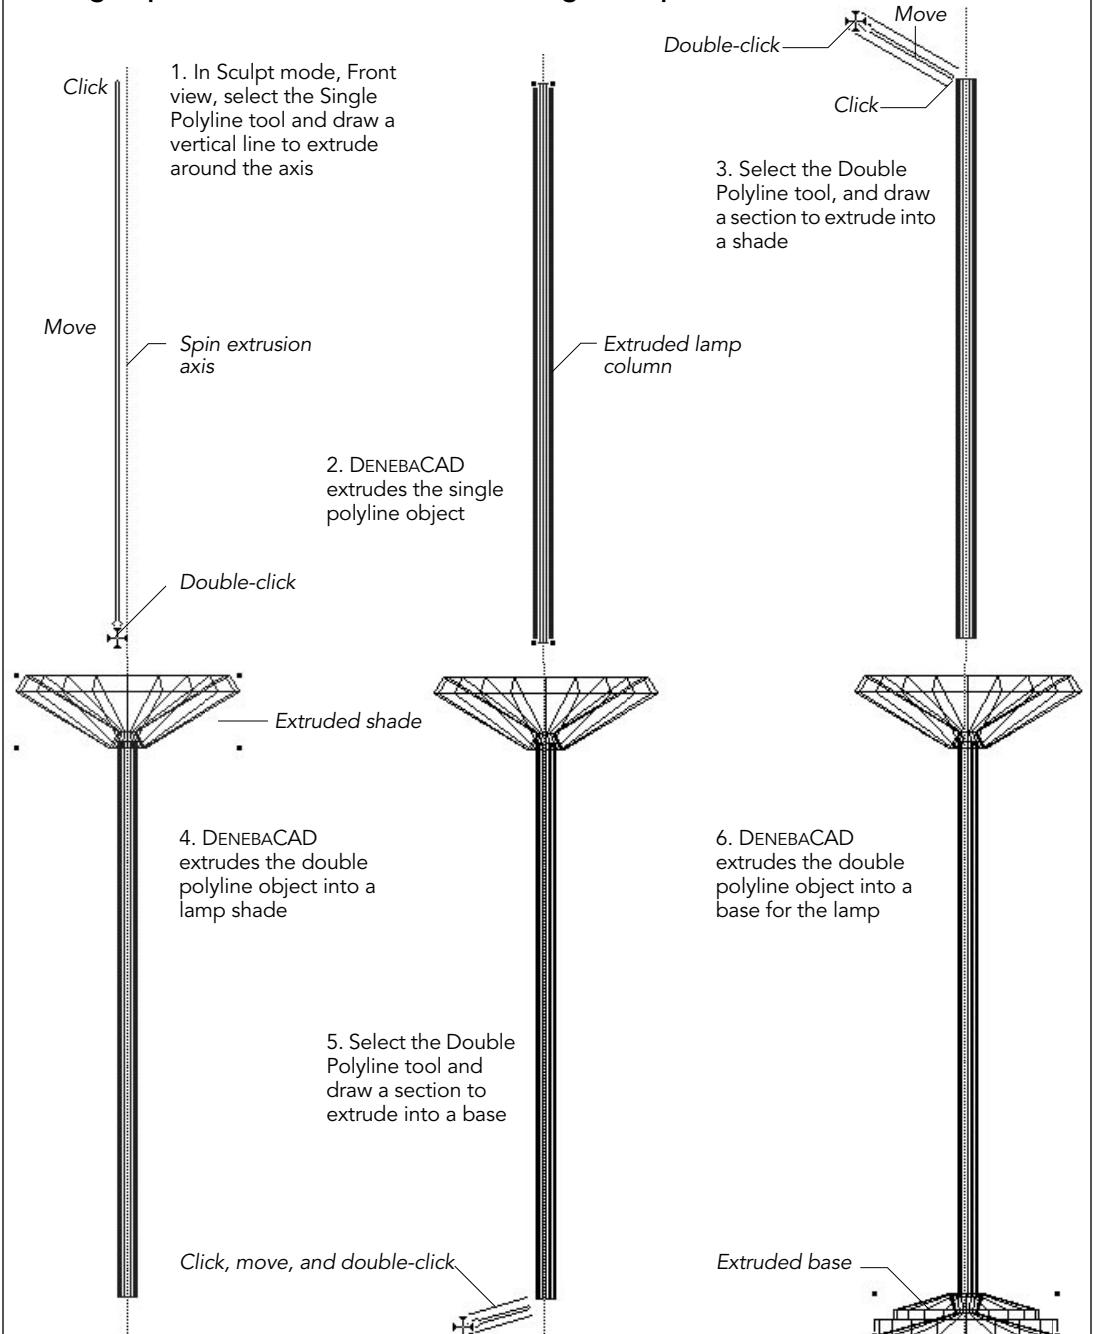 Move
Double-click
Click
1. In Sculpt mode, Front
view, select the Single
Polyline tool and draw a
vertical line to extrude
around the axis
Click
3. Select the Double
Polyline tool, and draw
a section to extrude into
a shade
Move
Spin extrusion
axis
Extruded lamp
column
2. DENEBACAD
extrudes the single
polyline object
Double-click
Extruded shade
4. DENEBACAD
extrudes the double
polyline object into a
lamp shade
6. DENEBACAD
extrudes the double
polyline object into a
base for the lamp
5. Select the Double
Polyline tool and
draw a section to
extrude into a base
Click, move, and double-click
Extruded base